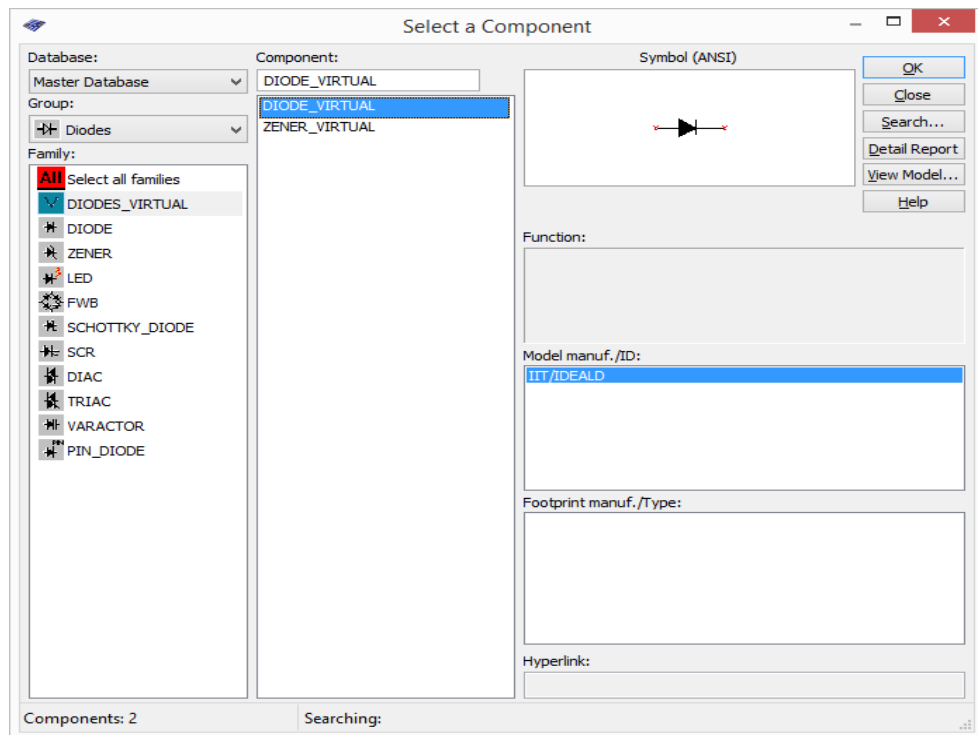 Select a Component
Database:
Master Database
Group:
Diodes
Family:
All Select all families
DIODES_VIRTUAL
DIODE
ZENER
LED
FWB
SCHOTTKY_DIODE
SCR
DIAC
TRIAC
VARACTOR
PIN_DIODE
Component:
DIODE_VIRTUAL
DIODE_VIRTUAL
ZENER_VIRTUAL
Symbol (ANSI)
Function:
Model manuf./ID:
IIT/IDEALD
Footprint manuf./Type:
Hyperlink:
OK
Close
Search...
Detail Report
View Model...
Help
Components: 2
Searching: